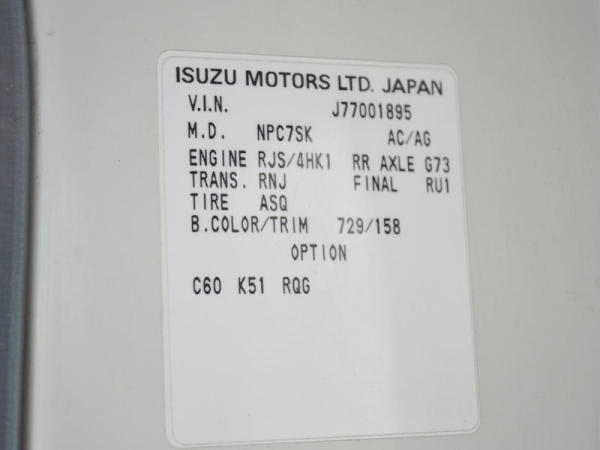 ISUZU MOTORS LTD. JAPAN
V.I.N. J77001895
M.D. NPC7SK AC/AG
ENGINE RJS/4HK1 RR AXLE G73
TRANS. RNJ FINAL RU1
TIRE ASQ
B.COLOR/TRIM 729/158
OPTION
C60 K51 RQG